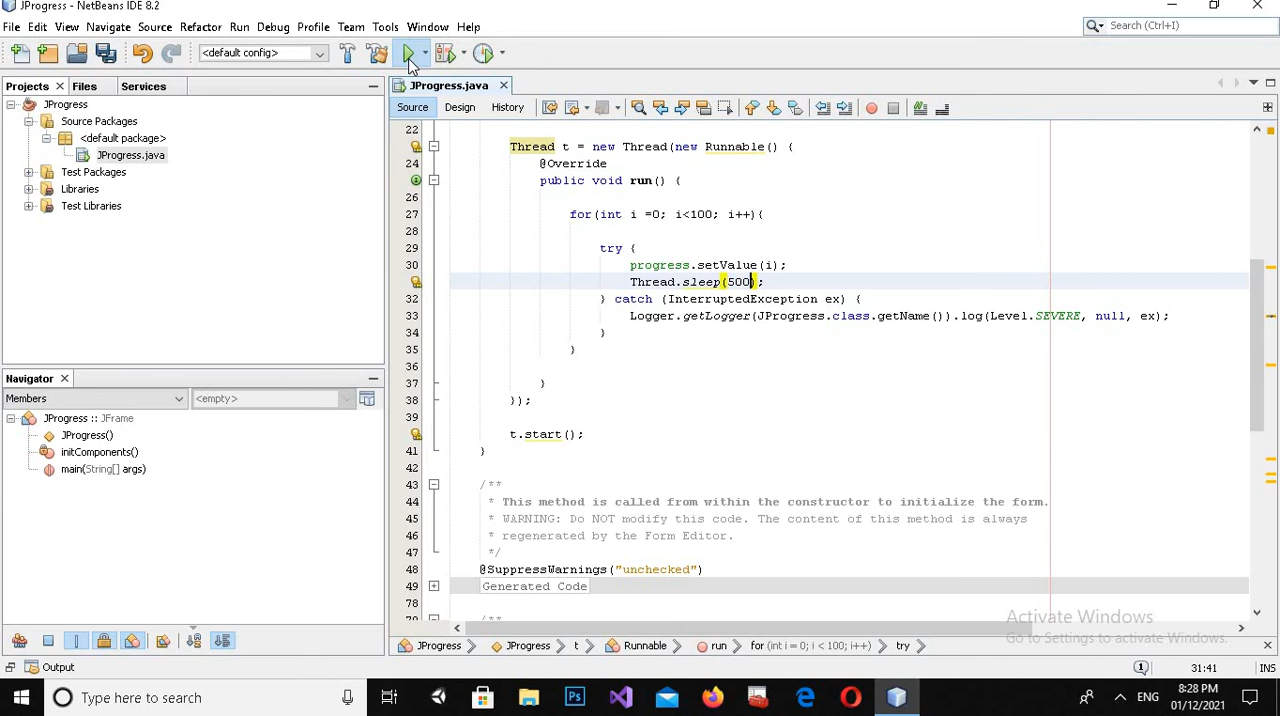 JProgress - NetBeans IDE 8.2
File Edit View Navigate Source Refactor Run Debug Profile Team Tools Window Help
Search (Ctrl+I)
<default config>
Projects Files Services
JProgress
Source Packages
<default package>
JProgress.java
Test Packages
Libraries
Test Libraries
Navigator
Members
<empty>
JProgress :: JFrame
JProgress()
initComponents()
main(String[] args)
JProgress.java
Source Design History
22
Thread t = new Thread(new Runnable() {
24 @Override
public void run() {
26
27 for(int i =0; i<100; i++){
28
29 try {
30 progress.setValue(i);
Thread.sleep(500);
32 } catch (InterruptedException ex) {
33 Logger.getLogger(JProgress.class.getName()).log(Level.SEVERE, null, ex);
34 }
35 }
36
37 }
38 });
39
t.start();
41 }
42
43 /**
44 * This method is called from within the constructor to initialize the form.
45 * WARNING: Do NOT modify this code. The content of this method is always
46 * regenerated by the Form Editor.
47 */
48 @SuppressWarnings("unchecked")
49 Generated Code
78
/**
Activate Windows
Go to Settings to activate Windows.
JProgress JProgress t Runnable run for (int i = 0; i < 100; i++) try
Output
1
31:41
INS
Type here to search
Ps
ENG
8:28 PM
01/12/2021